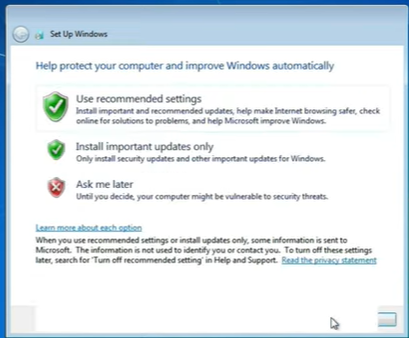 Set Up Windows
Help protect your computer and improve Windows automatically
Use recommended settings
Install important and recommended updates, help make Internet browsing safer, check
online for solutions to problems, and help Microsoft improve Windows.
Install important updates only
Only install security updates and other important updates for Windows.
Ask me later
Until you decide, your computer might be vulnerable to security threats.
Learn more about each option
When you use recommended settings or install updates only, some information is sent to
Microsoft. The information is not used to identify you or contact you. To turn off these settings
later, search for 'Turn off recommended setting' in Help and Support. Read the privacy statement